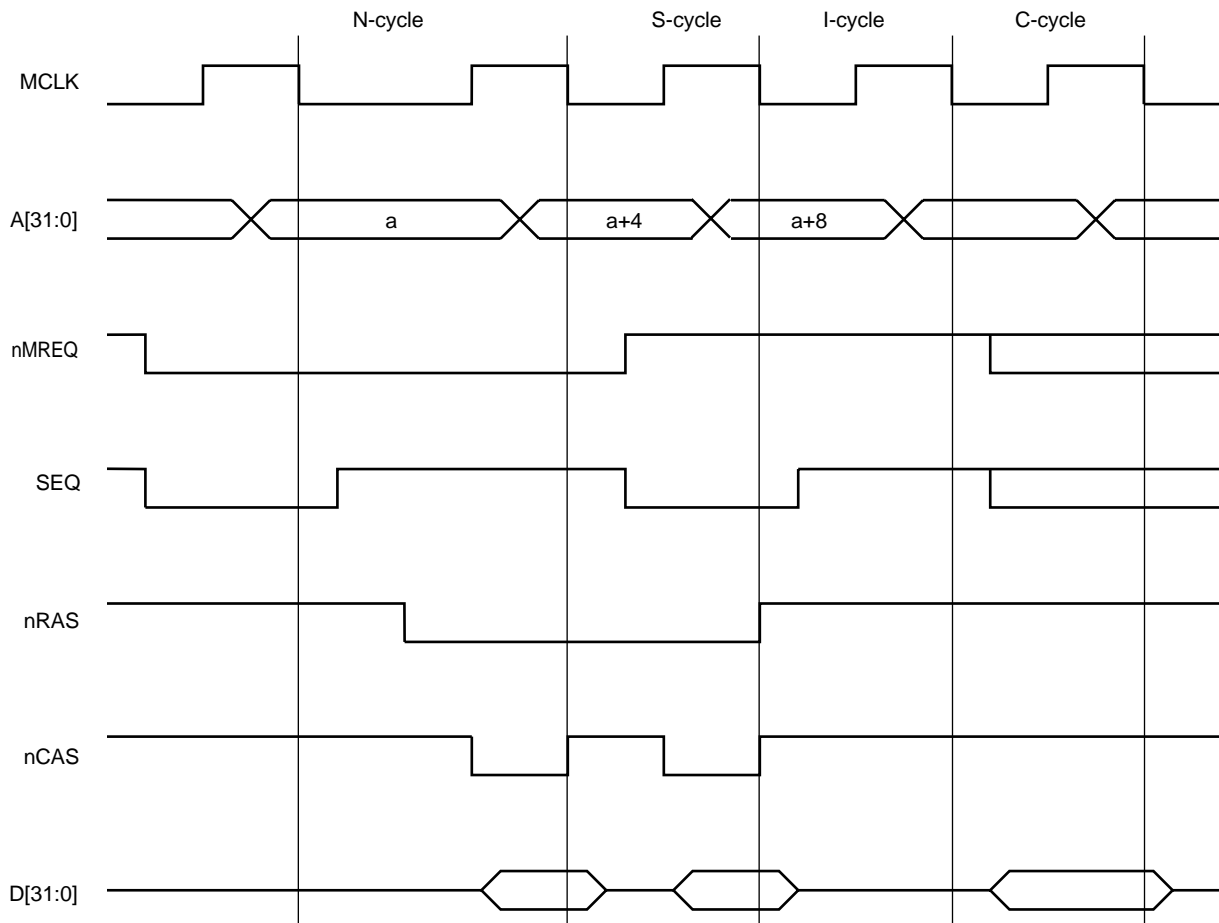 N-cycle S-cycle I-cycle C-cycle
MCLK
A[31:0] a a+4 a+8
nMREQ
SEQ
nRAS
nCAS
D[31:0]